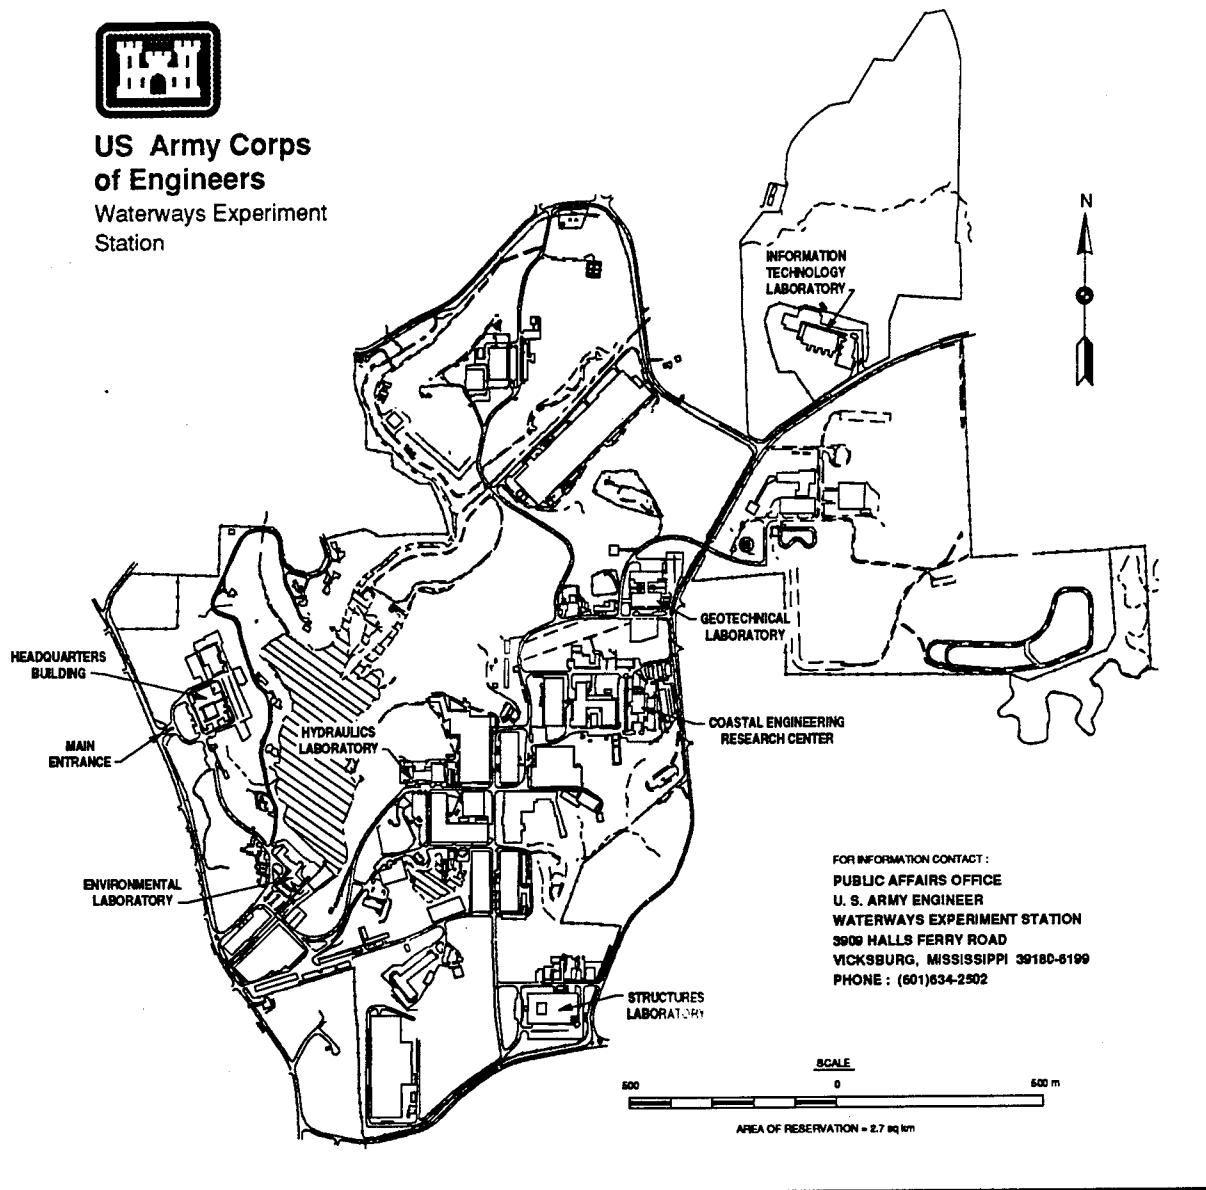 US Army Corps
of Engineers
Waterways Experiment
Station
N
INFORMATION
TECHNOLOGY
LABORATORY
GEOTECHNICAL
LABORATORY
HEADQUARTERS
BUILDING
COASTAL ENGINEERING
RESEARCH CENTER
HYDRAULICS
LABORATORY
MAIN
ENTRANCE
ENVIRONMENTAL
LABORATORY
FOR INFORMATION CONTACT :
PUBLIC AFFAIRS OFFICE
U. S. ARMY ENGINEER
WATERWAYS EXPERIMENT STATION
3909 HALLS FERRY ROAD
VICKSBURG, MISSISSIPPI 39180-6199
PHONE : (601)634-2502
STRUCTURES
LABORATORY
SCALE
500 0 500 m
AREA OF RESERVATION = 2.7 sq km